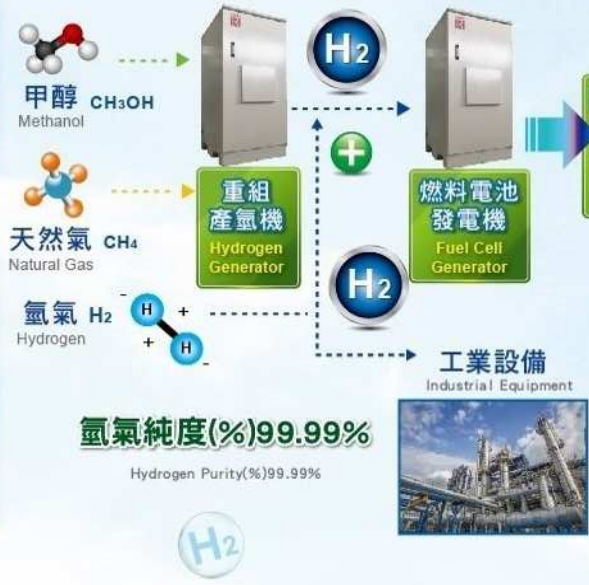 H2
甲醇 CH3OH
Methanol
重組
產氫機
Hydrogen
Generator
燃料電池
發電機
Fuel Cell
Generator
天然氣 CH4
Natural Gas
H2
氫氣 H2
Hydrogen
- H +
+ H -
工業設備
Industrial Equipment
氫氣純度(%)99.99%
Hydrogen Purity(%)99.99%
H2